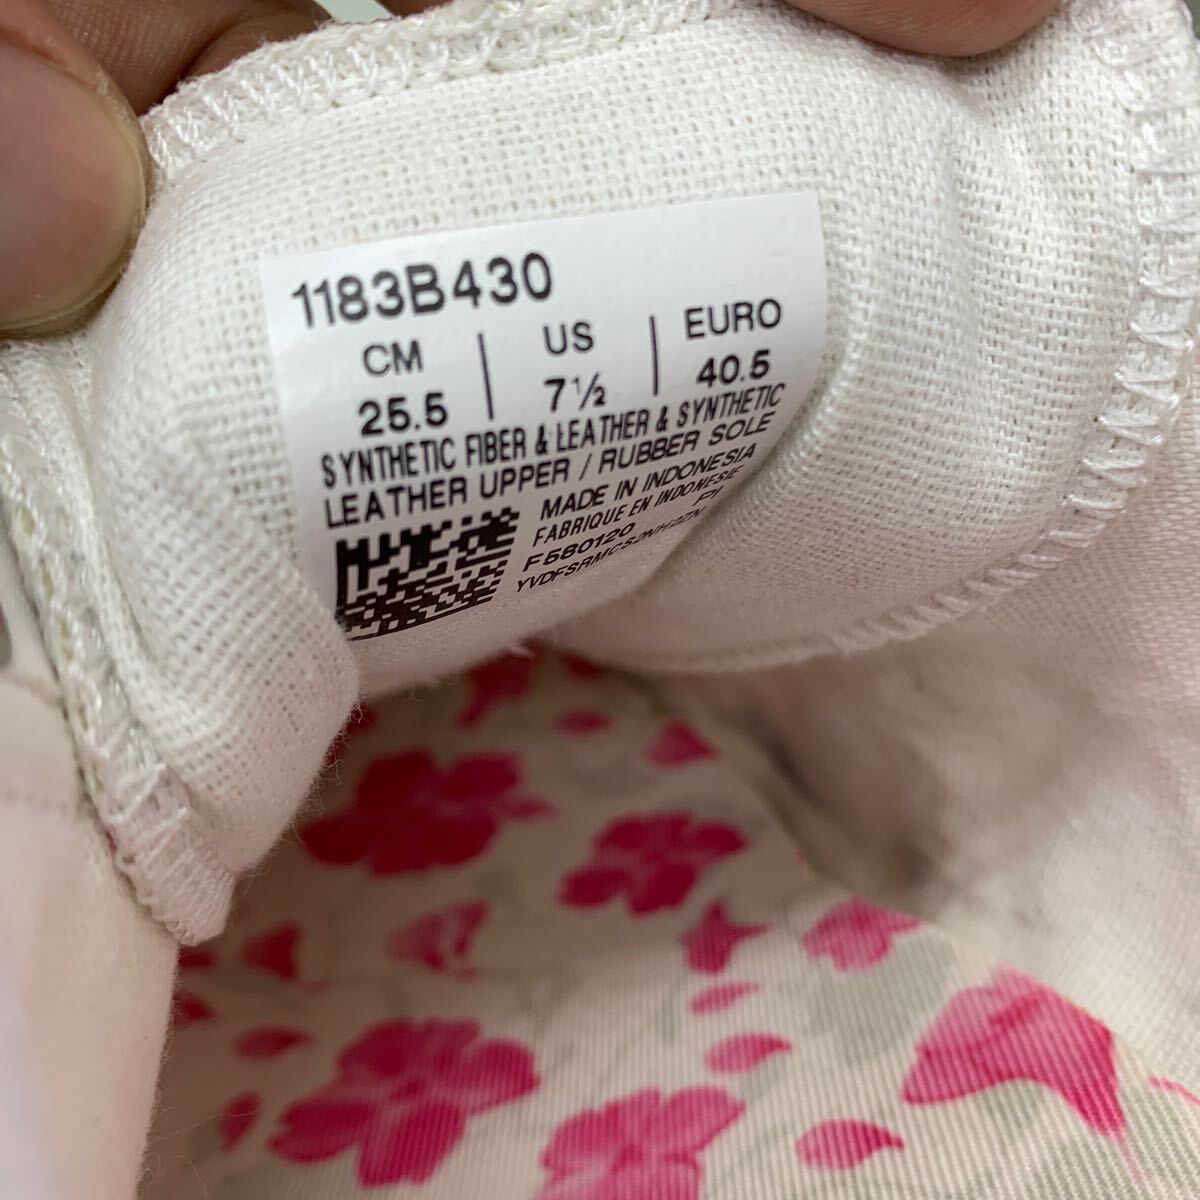 1183B430
CM US EURO
25.5 7½ 40.5
SYNTHETIC FIBER & LEATHER & SYNTHETIC
LEATHER UPPER / RUBBER SOLE
MADE IN INDONESIA
FABRIQUE EN INDONESIE
F580120 PI